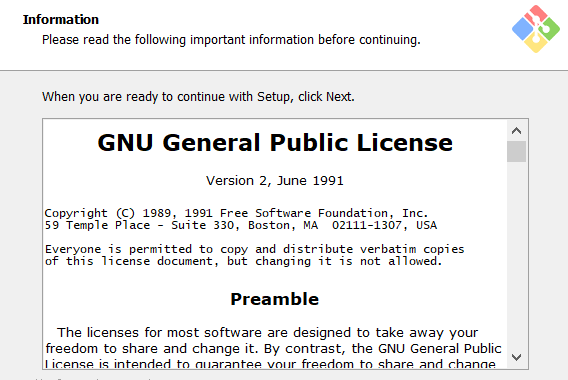 Information
Please read the following important information before continuing.
When you are ready to continue with Setup, click Next.
GNU General Public License
Version 2, June 1991
Copyright (C) 1989, 1991 Free Software Foundation, Inc.
59 Temple Place - Suite 330, Boston, MA  02111-1307, USA
Everyone is permitted to copy and distribute verbatim copies
of this license document, but changing it is not allowed.
Preamble
The licenses for most software are designed to take away your
freedom to share and change it. By contrast, the GNU General Public
License is intended to guarantee your freedom to share and change